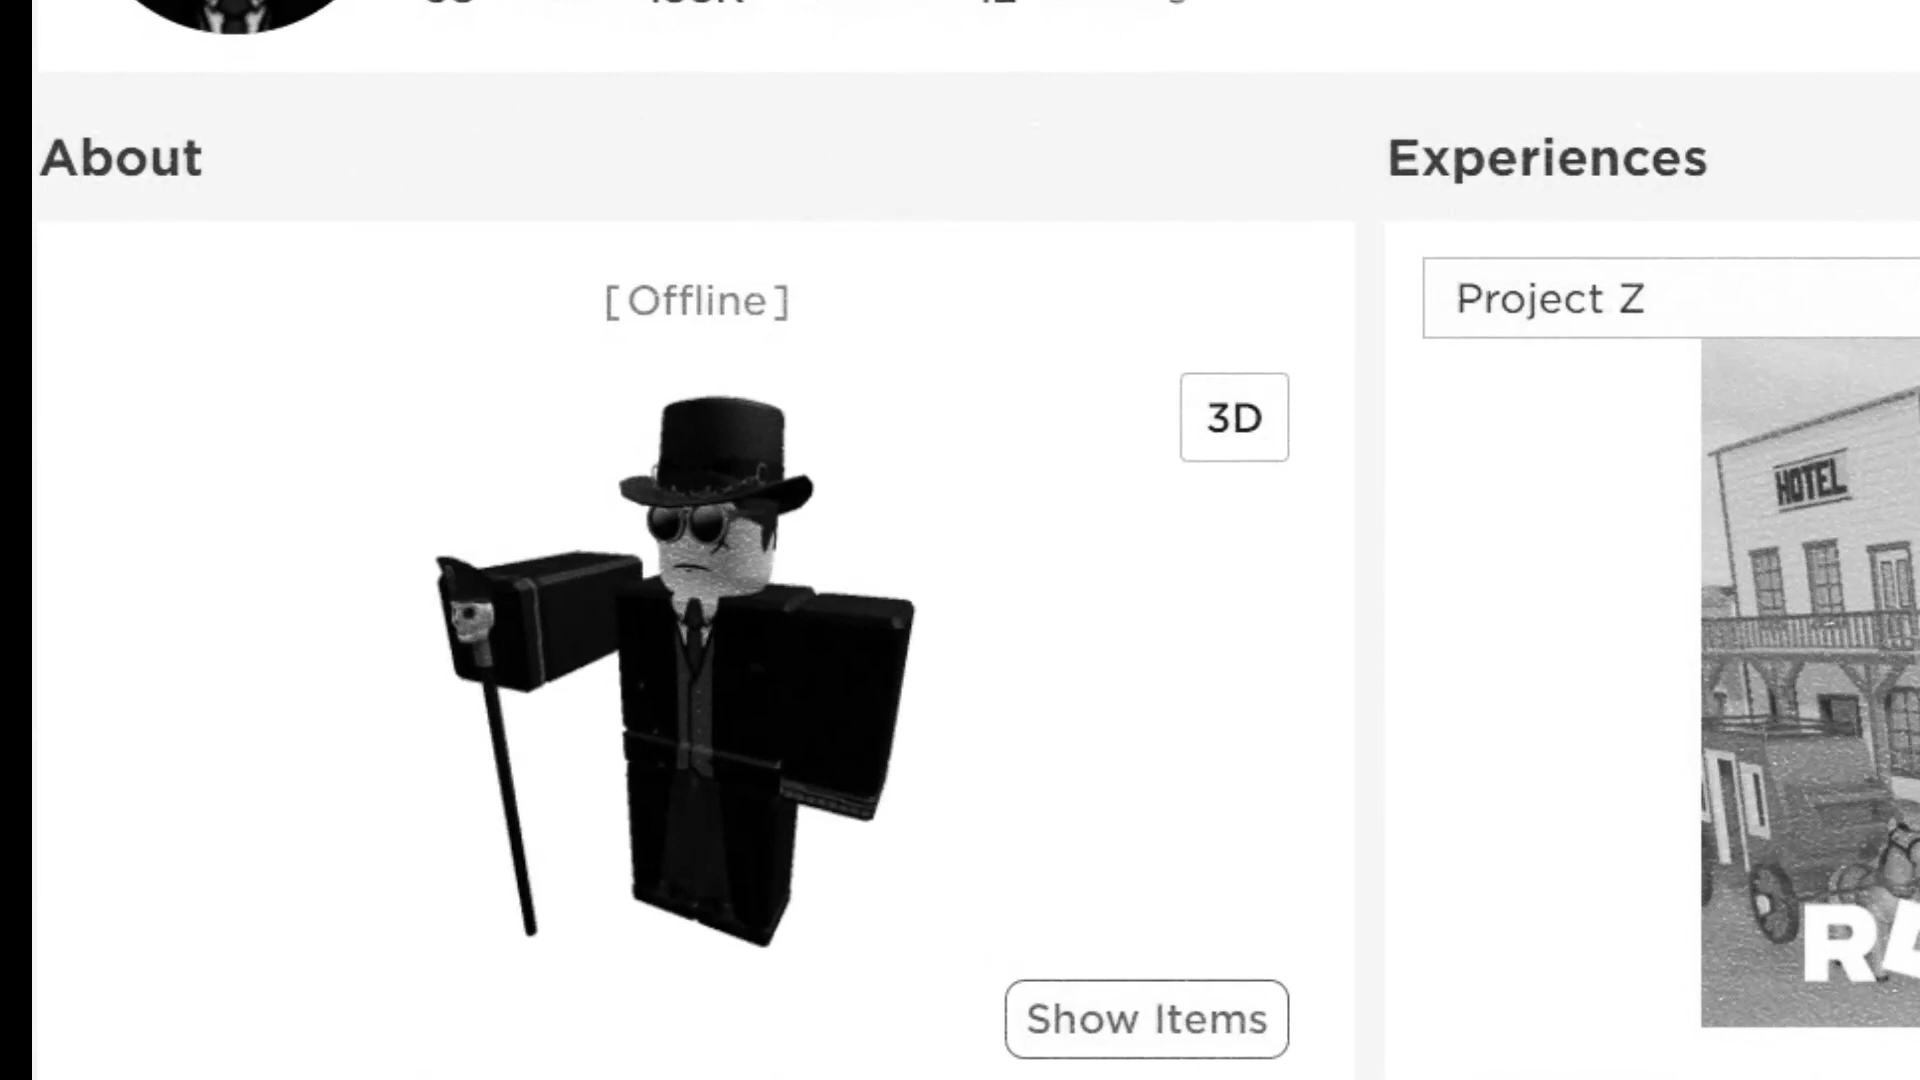 About
Experiences
[ Offline ]
Project Z
3D
HOTEL
Show Items